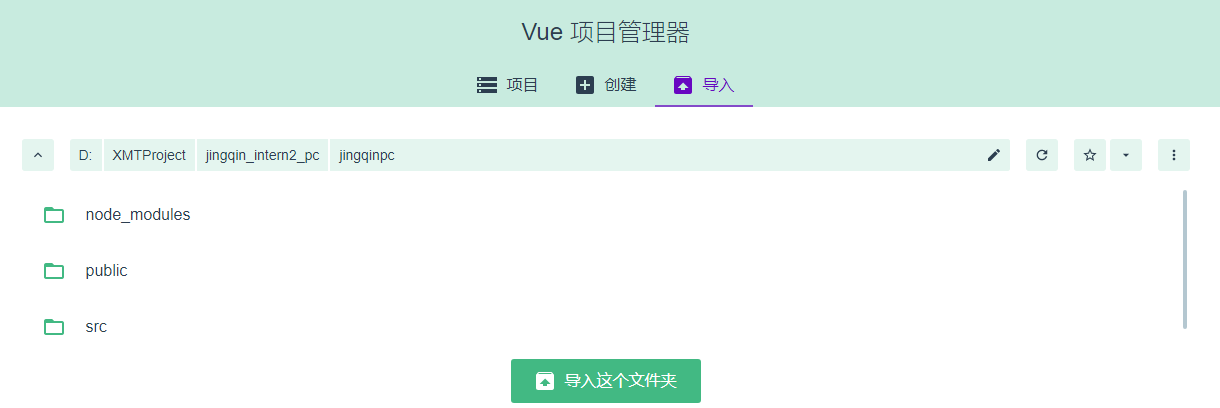 Vue 项目管理器
项目 创建 导入
D: XMTProject jingqin_intern2_pc jingqinpc
node_modules
public
src
导入这个文件夹